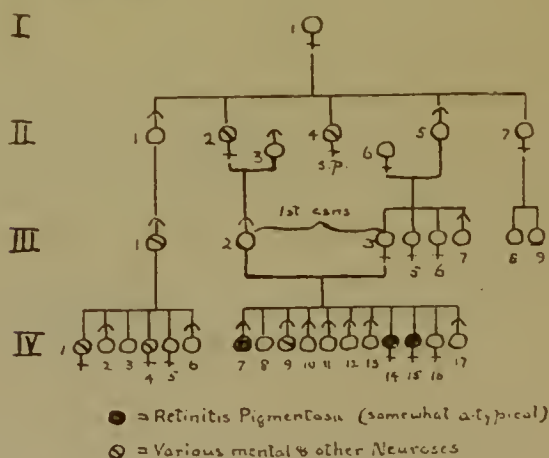 I
1
II
1 2 3 4 5 6 7
s.p.
III
1 2 1st csns 3 5 6 7 8 9
IV
1 2 3 4 5 6 7 8 9 10 11 12 13 14 15 16 17
= Retinitis Pigmentosa (somewhat a-typical)
= Various mental & other Neuroses